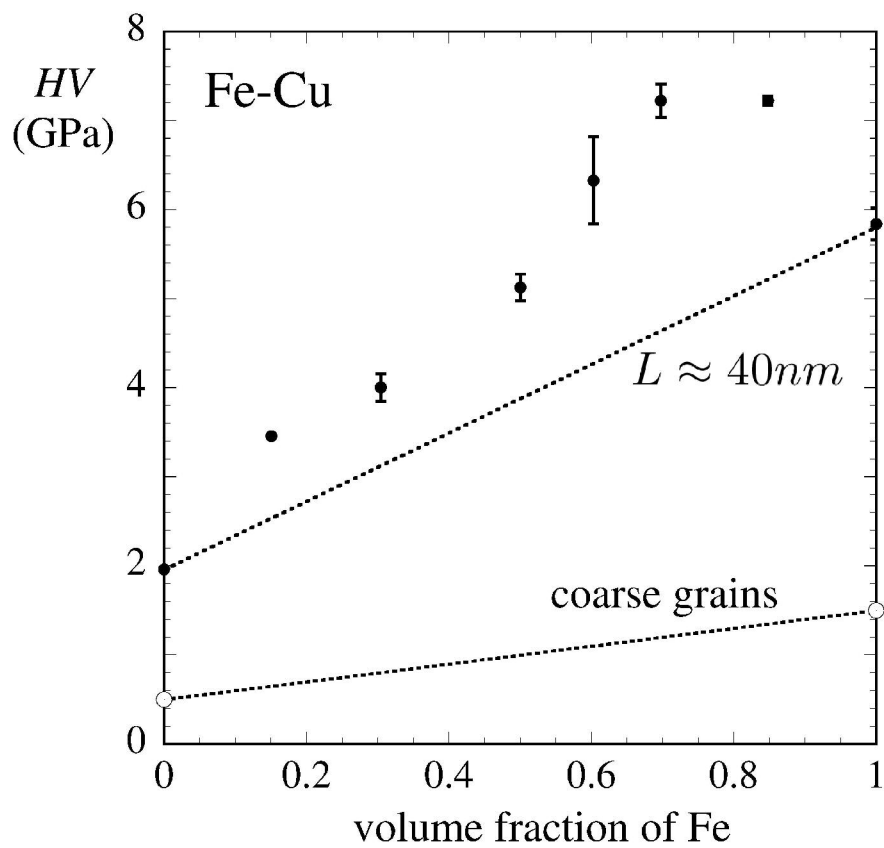 8
HV
(GPa)
Fe-Cu
6
4
L ≈ 40nm
2
coarse grains
0
0 0.2 0.4 0.6 0.8 1
volume fraction of Fe